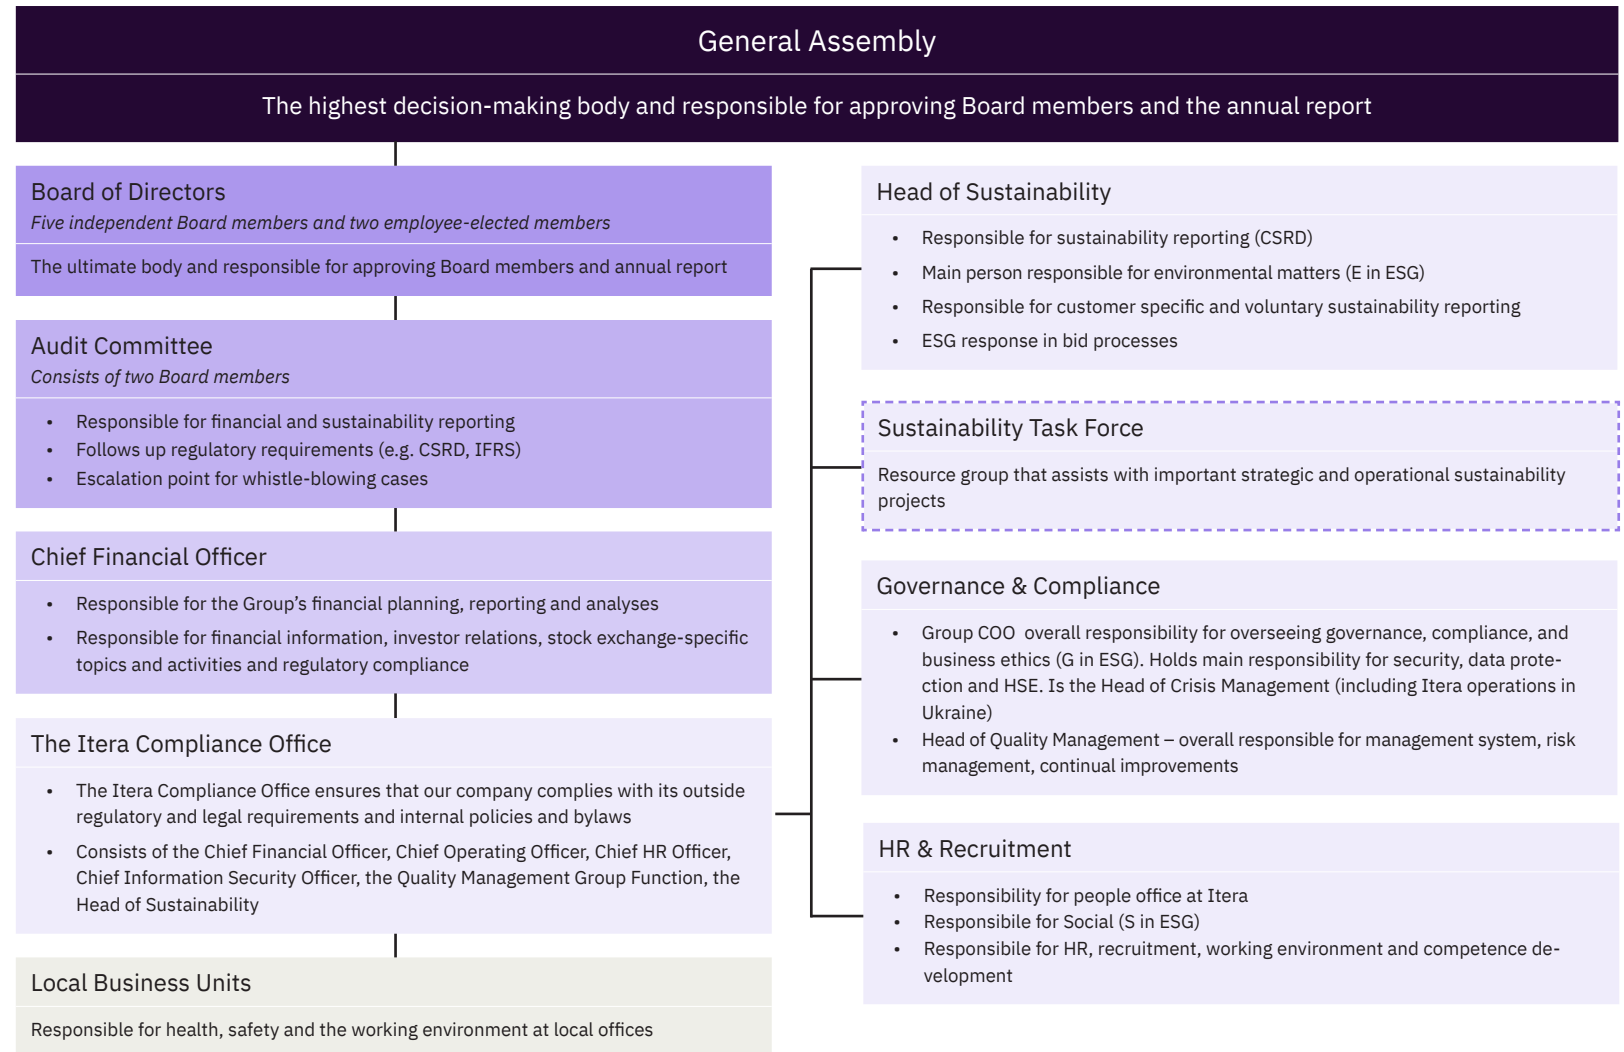 General Assembly
The highest decision-making body and responsible for approving Board members and the annual report
Board of Directors
Five independent Board members and two employee-elected members
The ultimate body and responsible for approving Board members and annual report
Audit Committee
Consists of two Board members
• Responsible for financial and sustainability reporting
• Follows up regulatory requirements (e.g. CSRD, IFRS)
• Escalation point for whistle-blowing cases
Chief Financial Officer
• Responsible for the Group’s financial planning, reporting and analyses
• Responsible for financial information, investor relations, stock exchange-specific
topics and activities and regulatory compliance
The Itera Compliance Office
• The Itera Compliance Office ensures that our company complies with its outside
regulatory and legal requirements and internal policies and bylaws
• Consists of the Chief Financial Officer, Chief Operating Officer, Chief HR Officer,
Chief Information Security Officer, the Quality Management Group Function, the
Head of Sustainability
Local Business Units
Responsible for health, safety and the working environment at local offices
Head of Sustainability
• Responsible for sustainability reporting (CSRD)
• Main person responsible for environmental matters (E in ESG)
• Responsible for customer specific and voluntary sustainability reporting
• ESG response in bid processes
Sustainability Task Force
Resource group that assists with important strategic and operational sustainability
projects
Governance & Compliance
• Group COO  overall responsibility for overseeing governance, compliance, and
business ethics (G in ESG). Holds main responsibility for security, data prote-
ction and HSE. Is the Head of Crisis Management (including Itera operations in
Ukraine)
• Head of Quality Management – overall responsible for management system, risk
management, continual improvements
HR & Recruitment
• Responsibility for people office at Itera
• Responsibile for Social (S in ESG)
• Responsibile for HR, recruitment, working environment and competence de-
velopment